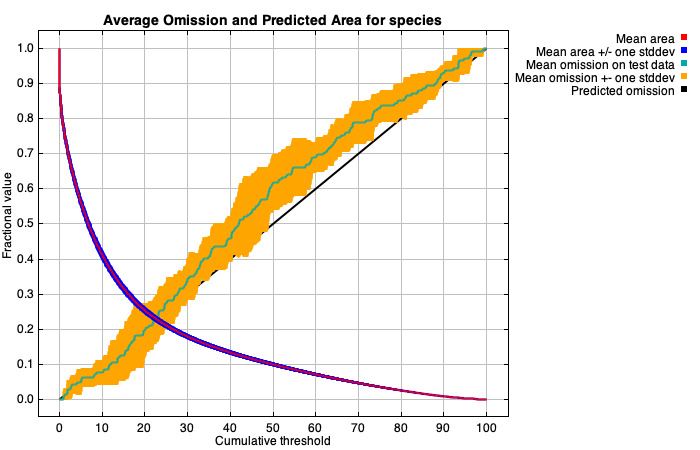 Average Omission and Predicted Area for species
Mean area
Mean area +/- one stddev
Mean omission on test data
Mean omission +- one stddev
Predicted omission
Fractional value
1.0
0.9
0.8
0.7
0.6
0.5
0.4
0.3
0.2
0.1
0.0
0 10 20 30 40 50 60 70 80 90 100
Cumulative threshold